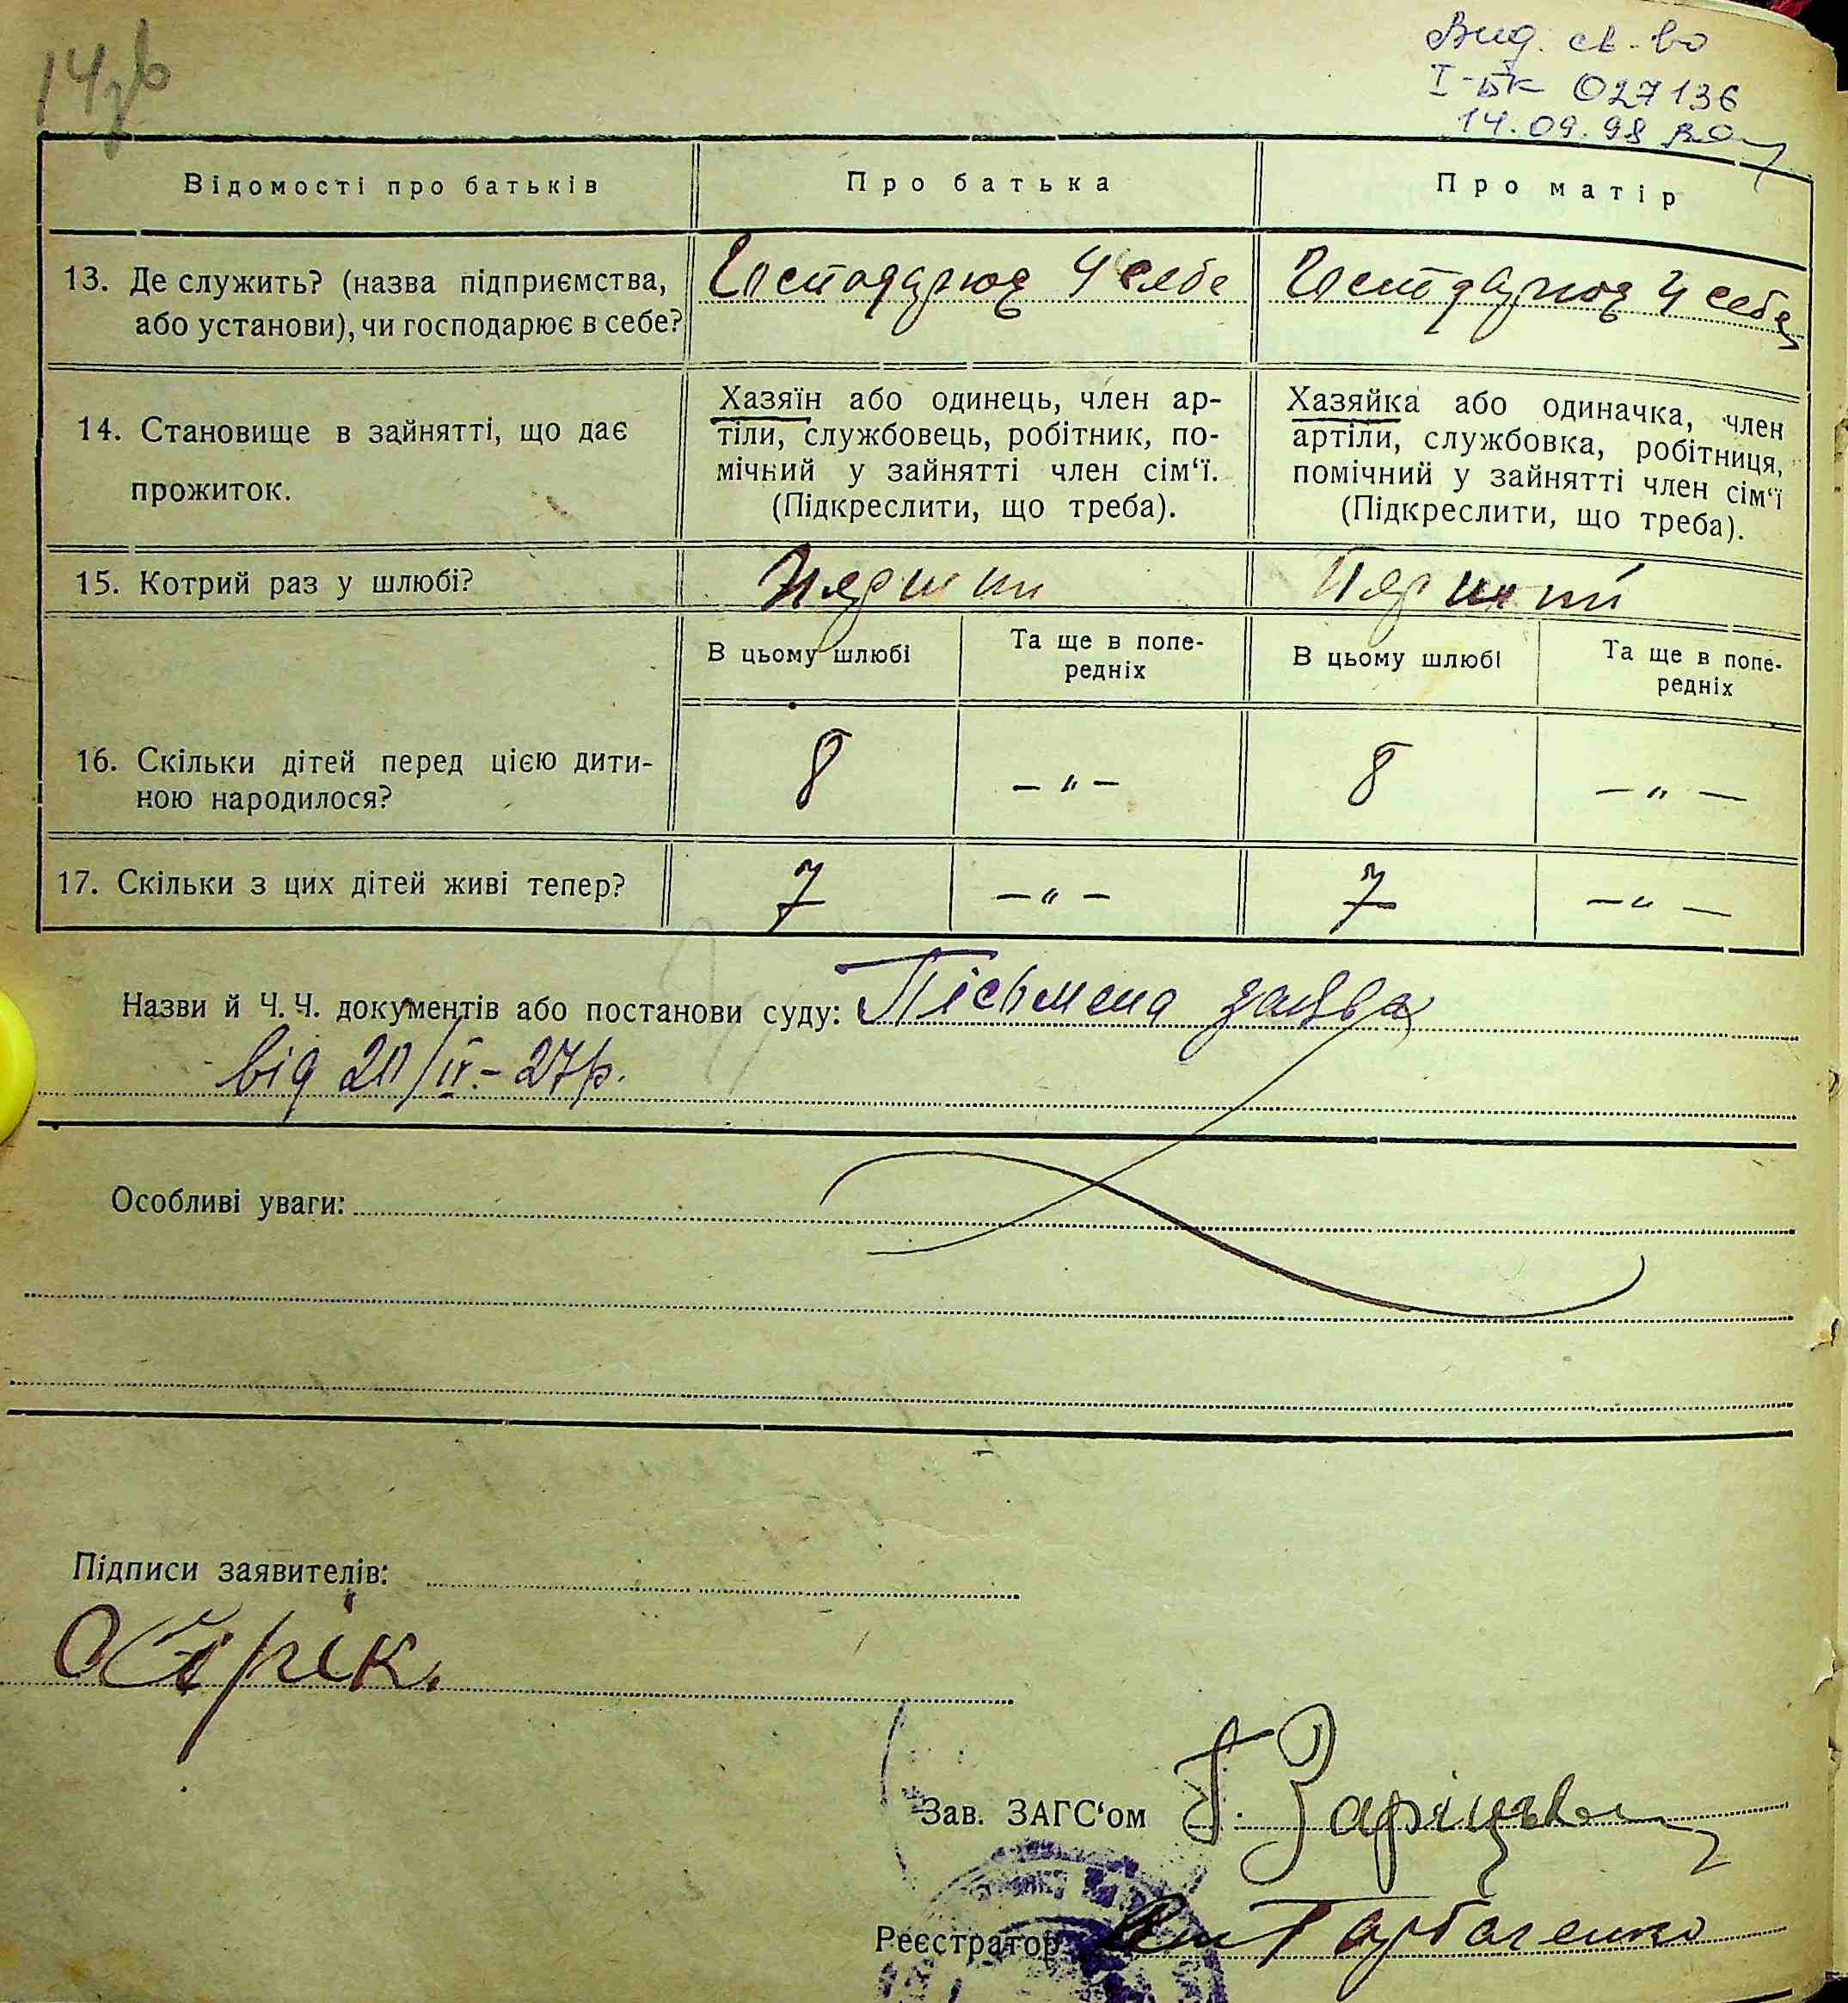 14зв
Вид. св-во
І-БК 027136
14.09.98
Відомості про батьків
Про батька
Про матір
13. Де служить? (назва підприємства,
або установи), чи господарює в себе?
Господарює у себе
Господарює у себе
14. Становище в зайнятті, що дає
прожиток.
Хазяїн або одинець, член ар-
тіли, службовець, робітник, по-
мічний у зайнятті член сім‘ї.
(Підкреслити, що треба).
Хазяйка або одиначка, член
артіли, службовка, робітниця,
помічний у зайнятті член сім‘ї
(Підкреслити, що треба).
15. Котрий раз у шлюбі?
Перший
Перший
В цьому шлюбі
Та ще в попе-
редніх
В цьому шлюбі
Та ще в попе-
редніх
16. Скільки дітей перед цією дити-
ною народилося?
8
— „ —
8
— „ —
17. Скільки з цих дітей живі тепер?
7
— „ —
7
— „ —
Назви й Ч. Ч. документів або постанови суду: Пісьмена заява
від 20/IV.- 27р.
Особливі уваги:
Підписи заявителів:
Зав. ЗАГС‘ом
Реєстратор Горбаченко